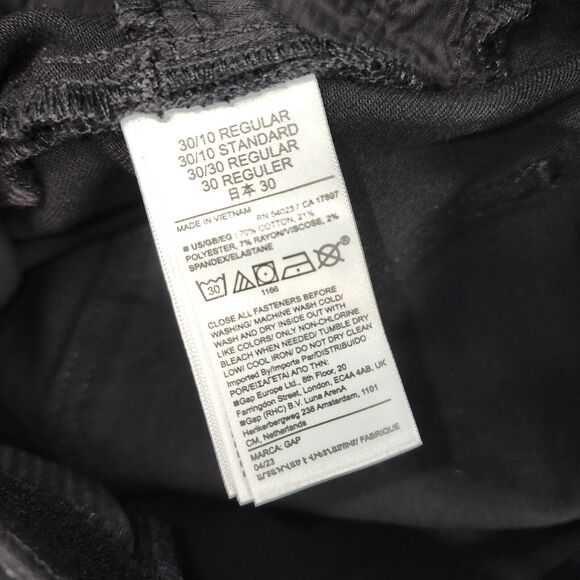 30/10 REGULAR
30/10 STANDARD
30/30 REGULAR
30 REGULER
日本 30
MADE IN VIETNAM RN 54023 / CA 17897
■ US/GB/EG : 70% COTTON, 21%
POLYESTER, 7% RAYON/VISCOSE, 2%
SPANDEX/ELASTANE
30
1166
CLOSE ALL FASTENERS BEFORE
WASHING/ MACHINE WASH COLD/
WASH AND DRY INSIDE OUT WITH
LIKE COLORS/ ONLY NON-CHLORINE
BLEACH WHEN NEEDED/ TUMBLE DRY
LOW/ COOL IRON/ DO NOT DRY CLEAN
Imported By/Importe Par/DISTRIBUIDO
POR/ΕΙΣΑΓΕΤΑΙ ΑΠΟ ΤΗΝ:
■Gap Europe Ltd., 8th Floor, 20
Farringdon Street, London, EC4A 4AB, UK
■Gap (RHC) B.V. Luna ArenA
Herikerbergweg 238 Amsterdam, 1101
CM, Netherlands
MARCA: GAP
04/23
FABRIQUE